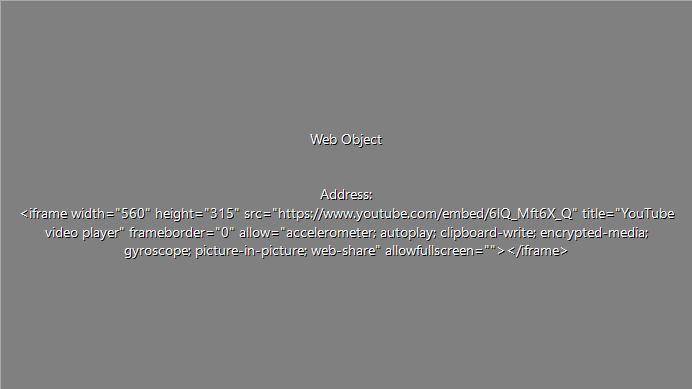 Web Object
Address:
<iframe width="560" height="315" src="https://www.youtube.com/embed/6lQ_Mft6X_Q" title="YouTube
video player" frameborder="0" allow="accelerometer; autoplay; clipboard-write; encrypted-media;
gyroscope; picture-in-picture; web-share" allowfullscreen=""></iframe>